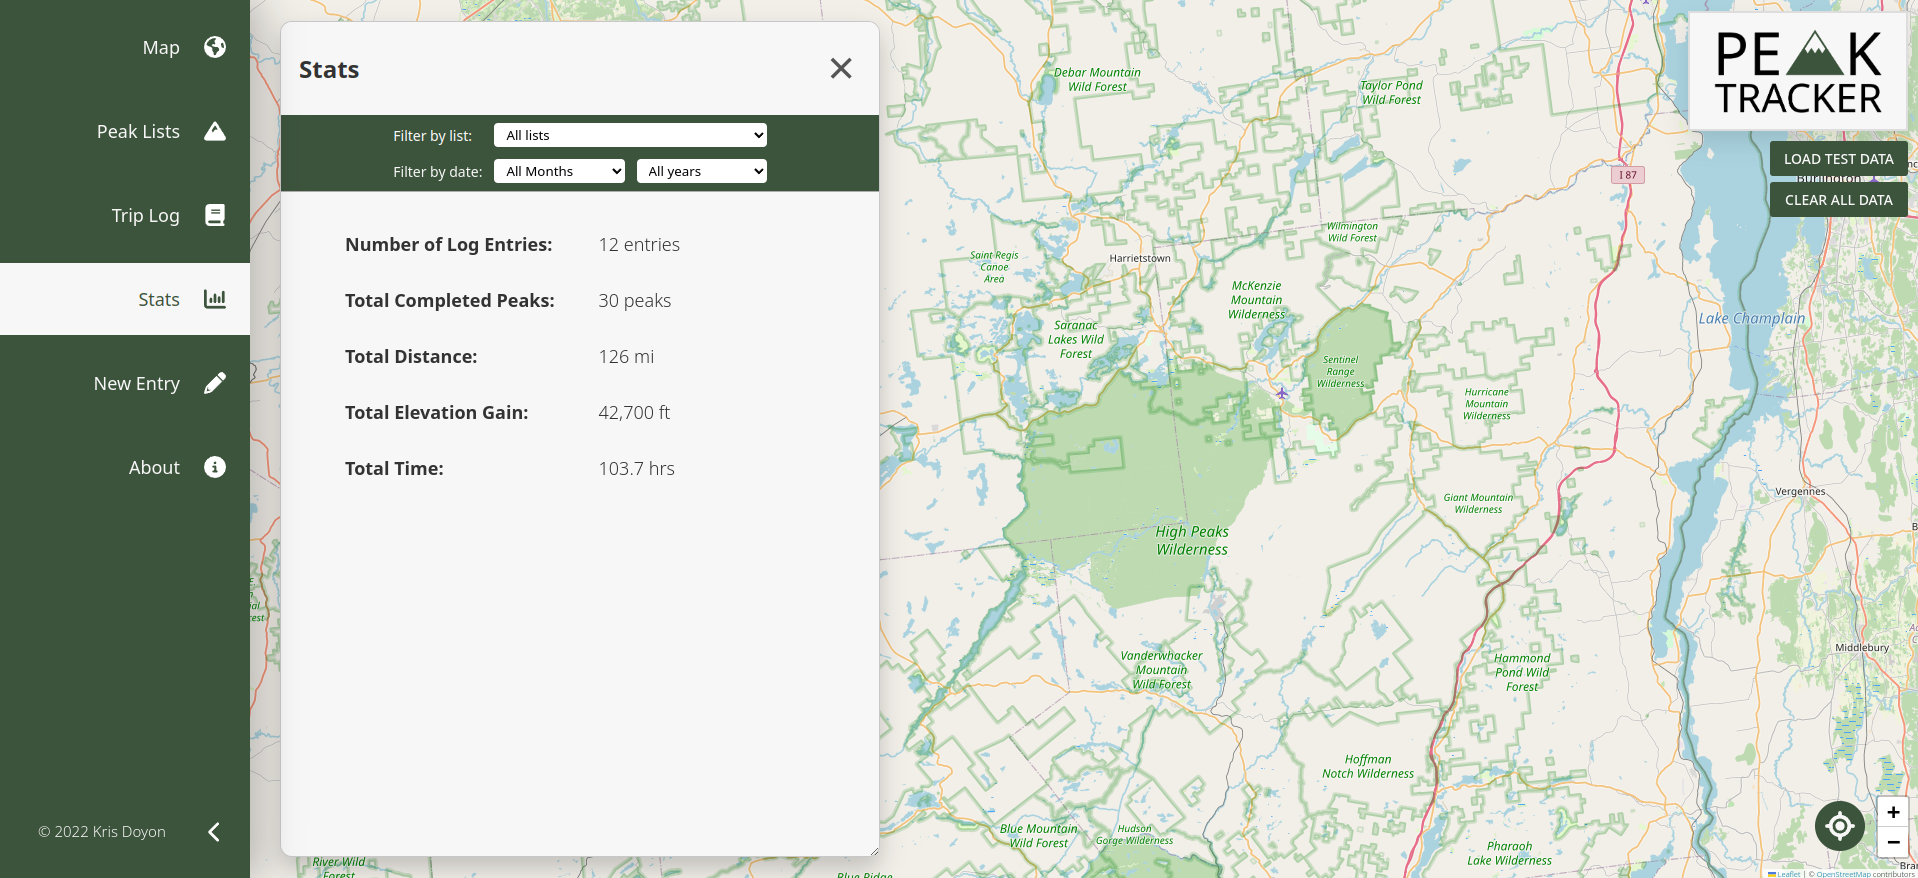 Map
Peak Lists
Trip Log
Stats
New Entry
About
© 2022 Kris Doyon
Stats
Filter by list:
All lists
Filter by date:
All Months
All years
Number of Log Entries:
12 entries
Total Completed Peaks:
30 peaks
Total Distance:
126 mi
Total Elevation Gain:
42,700 ft
Total Time:
103.7 hrs
PEAK
TRACKER
LOAD TEST DATA
CLEAR ALL DATA
Debar Mountain
Wild Forest
Taylor Pond
Wild Forest
I 87
Burlington
Wilmington
Wild Forest
Saint Regis
Canoe
Area
Harrietstown
McKenzie
Mountain
Wilderness
Saranac
Lakes Wild
Forest
Lake Champlain
Sentinel
Range
Wilderness
Hurricane
Mountain
Wilderness
Giant Mountain
Wilderness
Vergennes
High Peaks
Wilderness
Vanderwhacker
Mountain
Wild Forest
Hammond
Pond Wild
Forest
Middlebury
Hoffman
Notch Wilderness
Blue Mountain
Wild Forest
Hudson
Gorge Wilderness
Pharaoh
Lake Wilderness
River Wild
Forest
Blue Ridge
+
−
Leaflet | © OpenStreetMap contributors